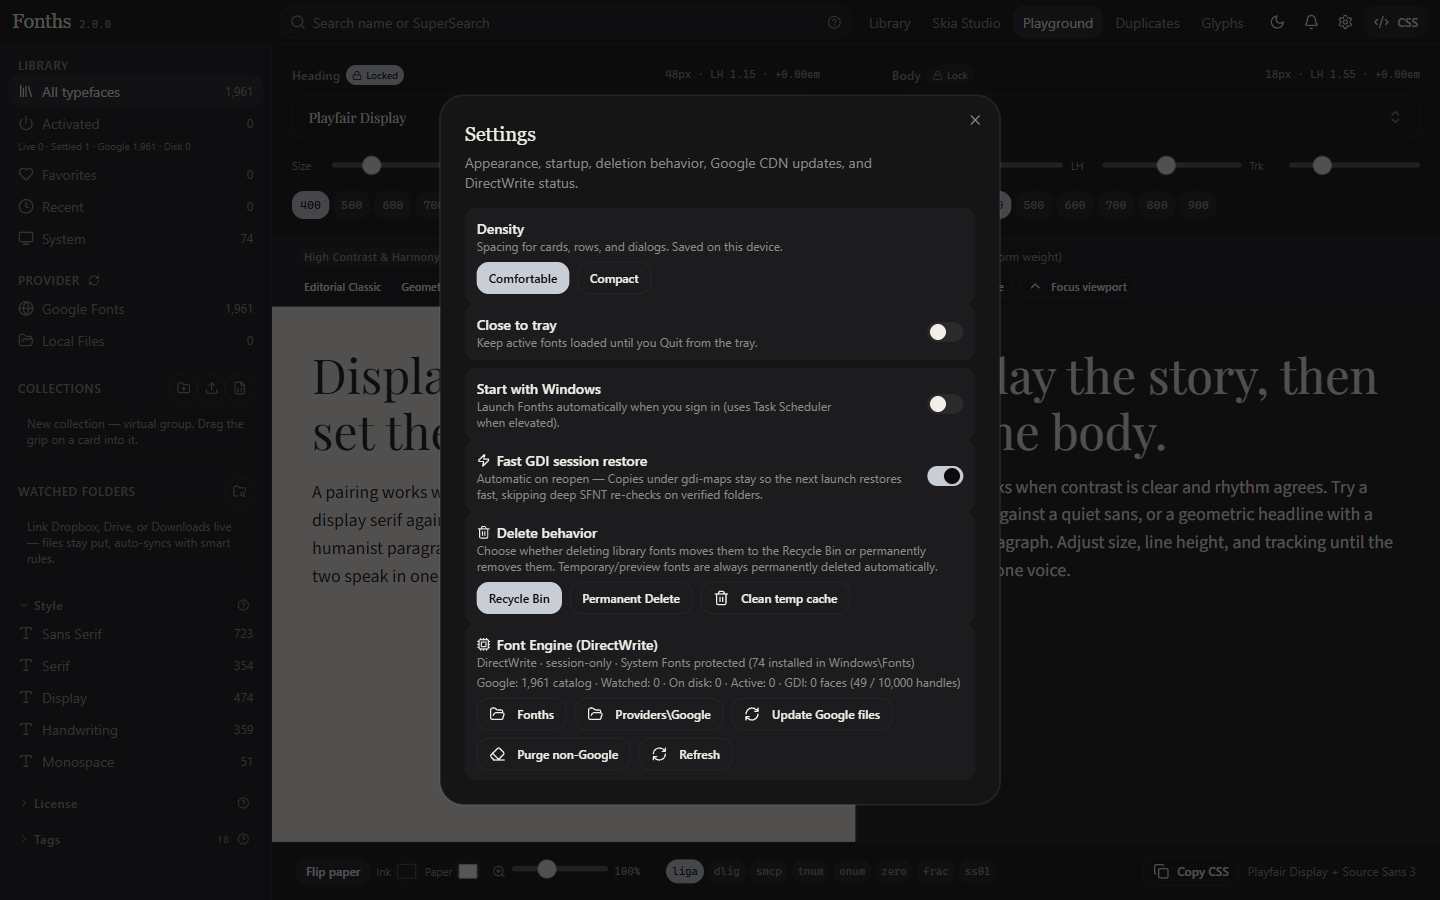 Fonths 2.0.0
Search name or SuperSearch
Library
Skia Studio
Playground
Duplicates
Glyphs
CSS
LIBRARY
All typefaces 1,961
Activated 0
Live 0 · Settled 1 · Google 1,961 · Disk 0
Favorites 0
Recent 0
System 74
PROVIDER
Google Fonts 1,961
Local Files 0
COLLECTIONS
New collection — virtual group. Drag the
grip on a card into it.
WATCHED FOLDERS
Link Dropbox, Drive, or Downloads live
— files stay put, auto-syncs with smart
rules.
Style
Sans Serif 723
Serif 354
Display 474
Handwriting 359
Monospace 51
License
Tags 18
Heading Locked 48px · LH 1.15 · +0.00em
Playfair Display
Size
400 500 600
High Contrast & Harmony
Editorial Classic
set the
A pairing works
two speak in one
Body Lock 18px · LH 1.55 · +0.00em
LH
Trk
500 600 700 800 900
weight)
Focus viewport
the story, then
body.
when contrast is clear and rhythm agrees. Try a
a quiet sans, or a geometric headline with a
Adjust size, line height, and tracking until the
one voice.
Settings
Appearance, startup, deletion behavior, Google CDN updates, and
DirectWrite status.
Density
Spacing for cards, rows, and dialogs. Saved on this device.
Comfortable
Compact
Close to tray
Keep active fonts loaded until you Quit from the tray.
Start with Windows
Launch Fonths automatically when you sign in (uses Task Scheduler
when elevated).
Fast GDI session restore
Automatic on reopen — Copies under gdi-maps stay so the next launch restores
fast, skipping deep SFNT re-checks on verified folders.
Delete behavior
Choose whether deleting library fonts moves them to the Recycle Bin or permanently
removes them. Temporary/preview fonts are always permanently deleted automatically.
Recycle Bin
Permanent Delete
Clean temp cache
Font Engine (DirectWrite)
DirectWrite · session-only · System Fonts protected (74 installed in Windows\Fonts)
Google: 1,961 catalog · Watched: 0 · On disk: 0 · Active: 0 · GDI: 0 faces (49 / 10,000 handles)
Fonths
Providers\Google
Update Google files
Purge non-Google
Refresh
Flip paper
Ink
Paper
100%
liga dlig smcp tnum onum zero frac ss01
Copy CSS
Playfair Display + Source Sans 3